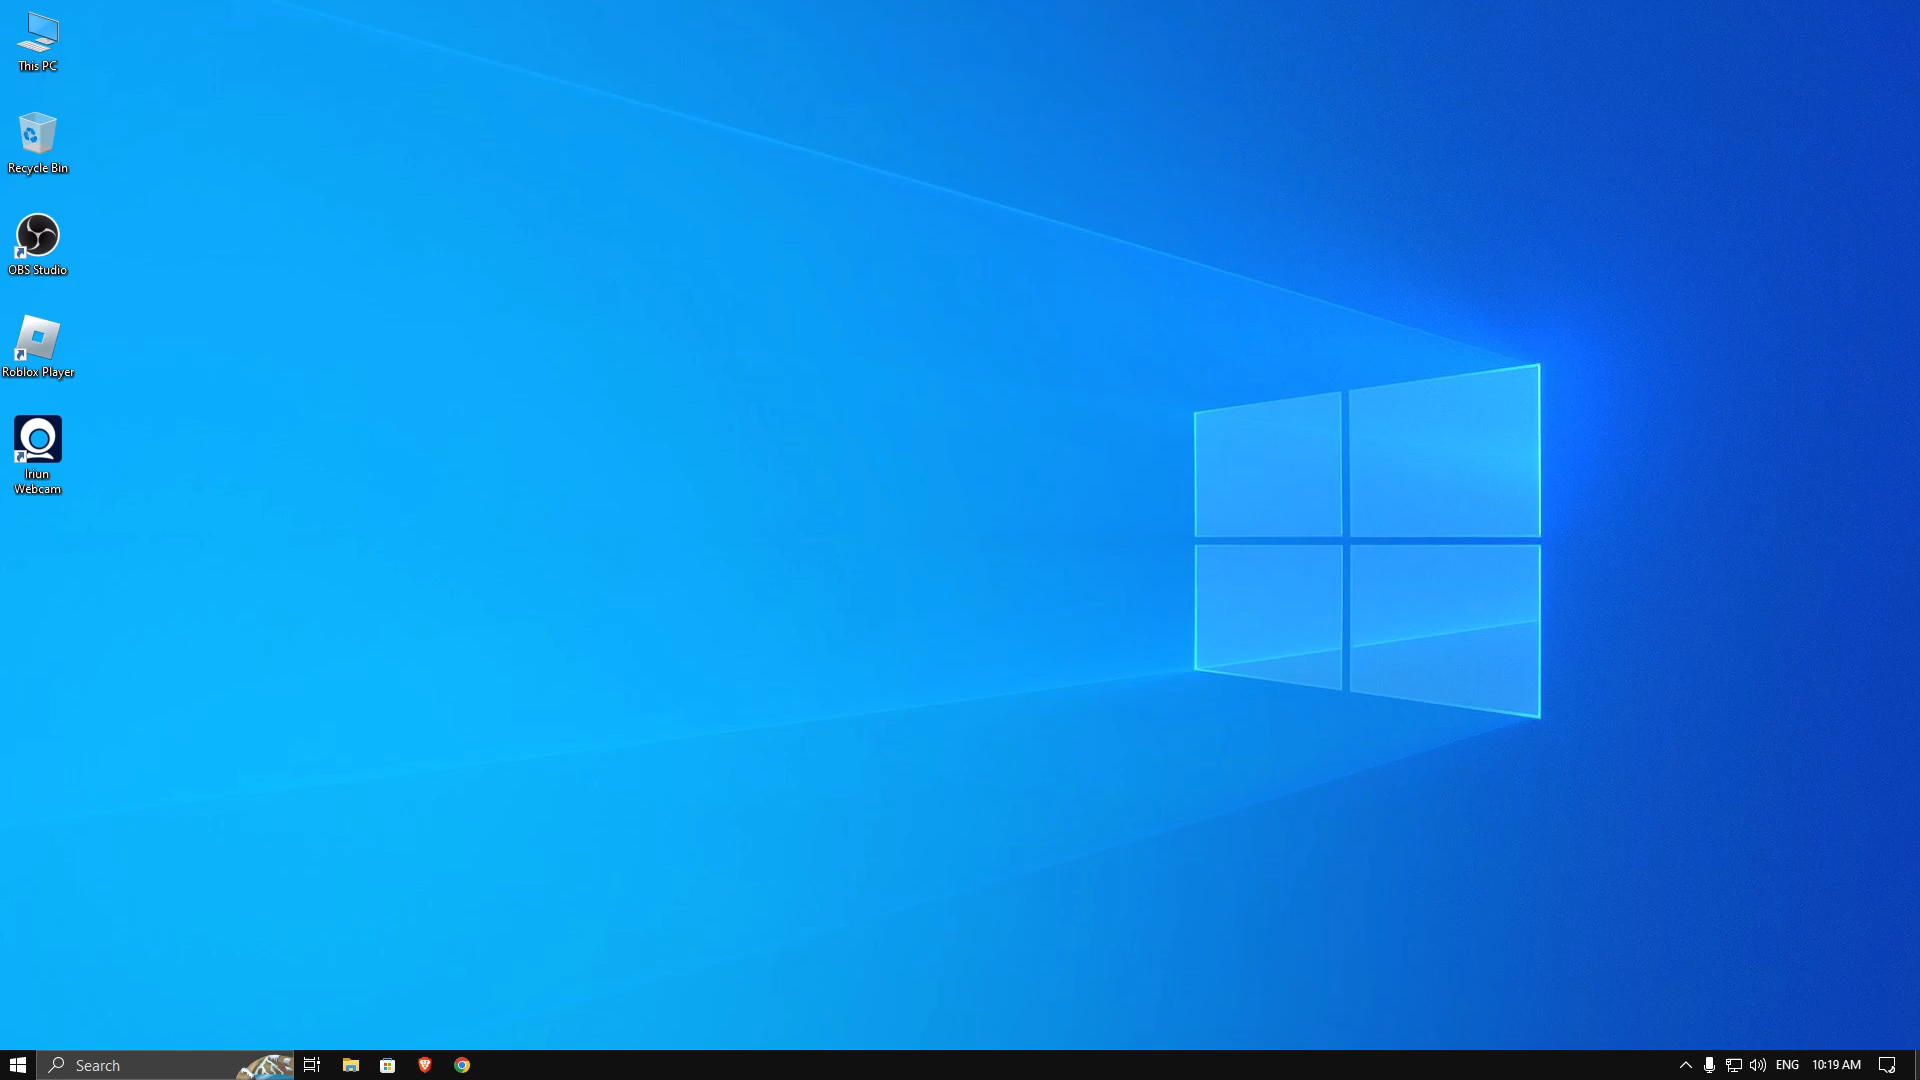 This PC
Recycle Bin
OBS Studio
Roblox Player
Iriun
Webcam
Search
ENG
10:19 AM